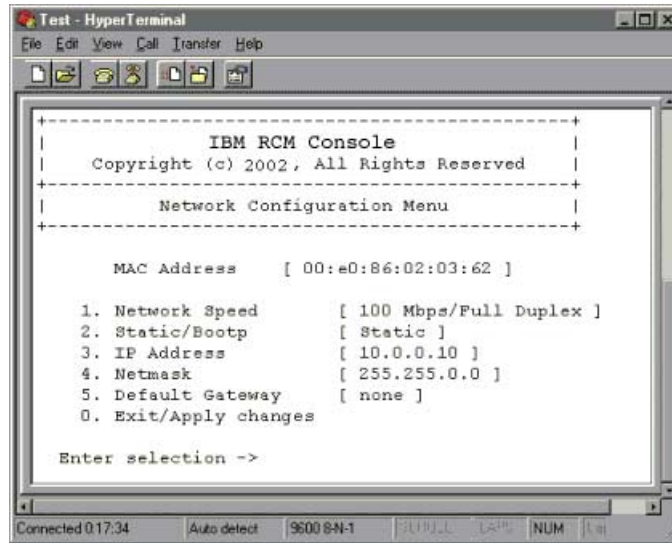 Test - HyperTerminal
File Edit View Call Transfer Help
IBM RCM Console
Copyright (c) 2002, All Rights Reserved
Network Configuration Menu
MAC Address [ 00:e0:86:02:03:62 ]
1. Network Speed [ 100 Mbps/Full Duplex ]
2. Static/Bootp [ Static ]
3. IP Address [ 10.0.0.10 ]
4. Netmask [ 255.255.0.0 ]
5. Default Gateway [ none ]
0. Exit/Apply changes
Enter selection ->
Connected 0:17:34 Auto detect 9600 8-N-1 SCROLL CAPS NUM